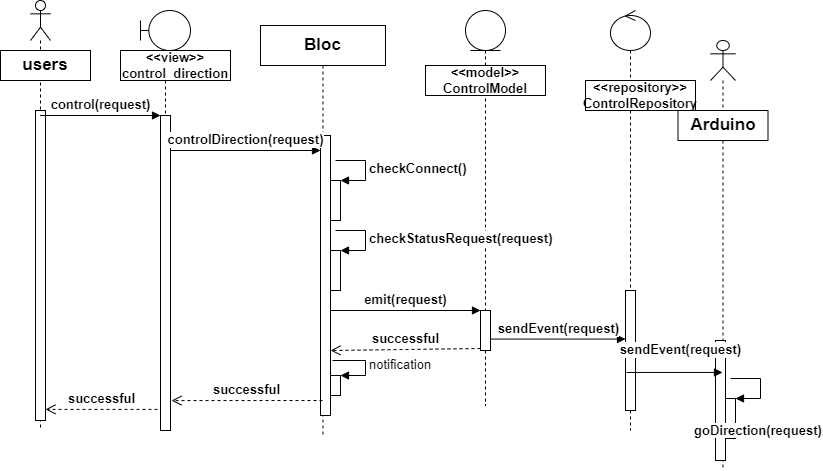 users
<<view>>
control_direction
Bloc
<<model>>
ControlModel
<<repository>>
ControlRepository
Arduino
control(request)
controlDirection(request)
checkConnect()
checkStatusRequest(request)
emit(request)
sendEvent(request)
successful
sendEvent(request)
notification
successful
successful
goDirection(request)